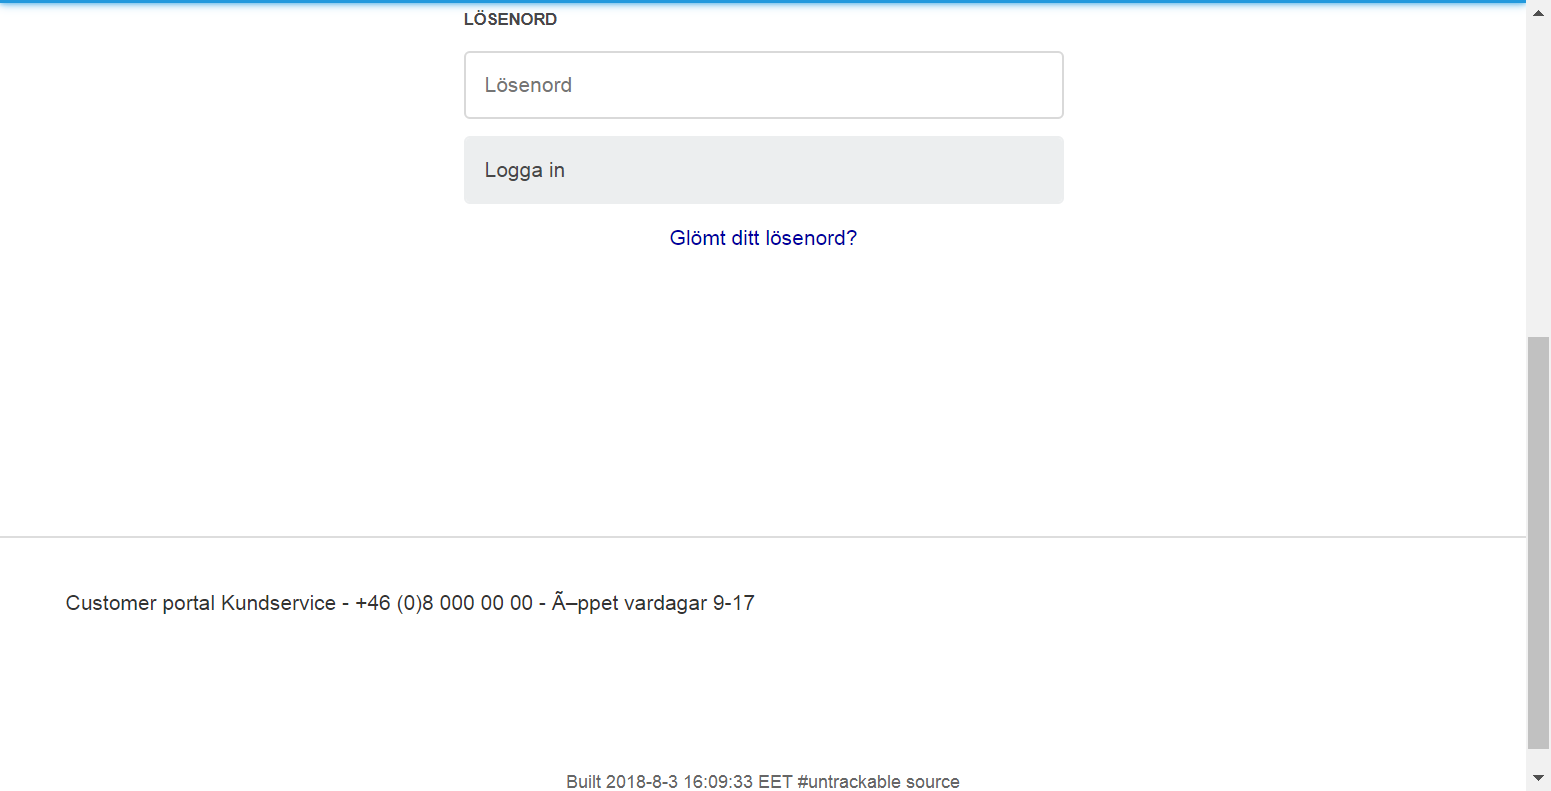 LÖSENORD
Lösenord
Logga in
Glömt ditt lösenord?
Customer portal Kundservice - +46 (0)8 000 00 00 - Ã–ppet vardagar 9-17
Built 2018-8-3 16:09:33 EET #untrackable source